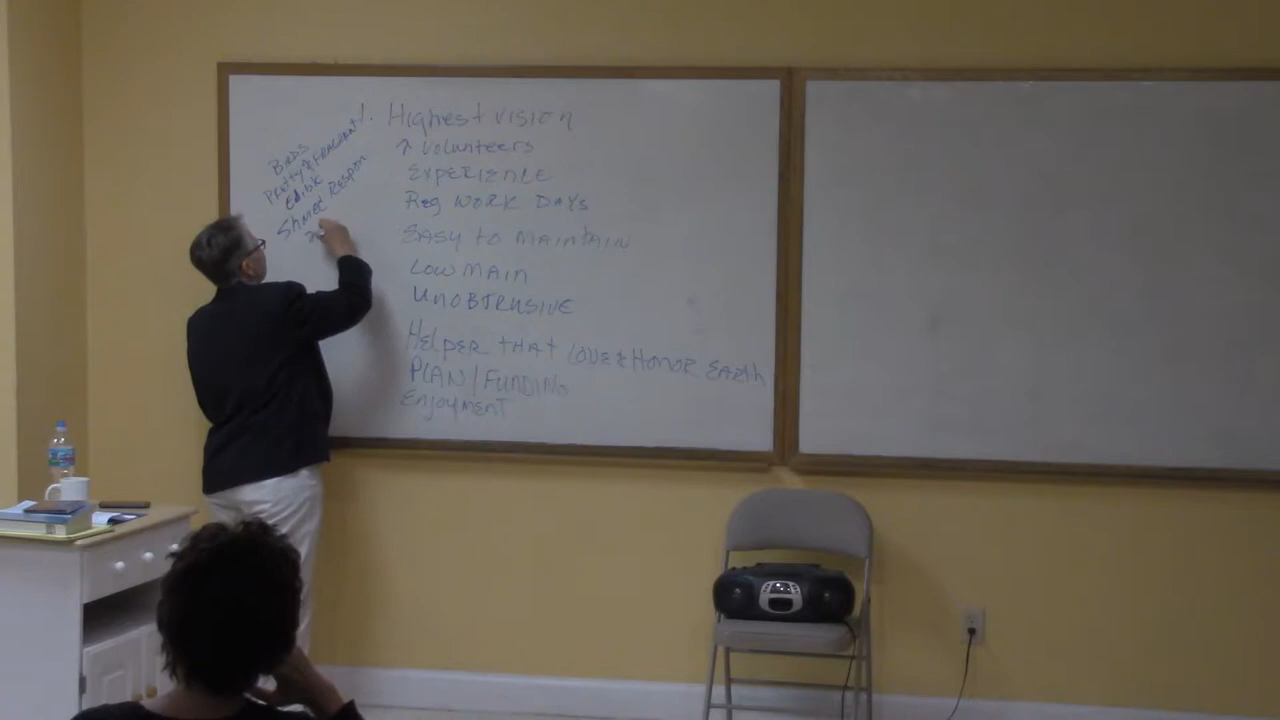 1. Highest vision
Volunteers
EXPERIENCE
Reg WORK DAYS
EASY to MAINTAIN
LOW MAIN
UNOBTRUSIVE
HELPER THAT LOVE & HONOR EARTH
PLAN/FUNDING
ENJOYMENT
BIRDS
Pretty & FRAGRANT
Edible
Shared Respon